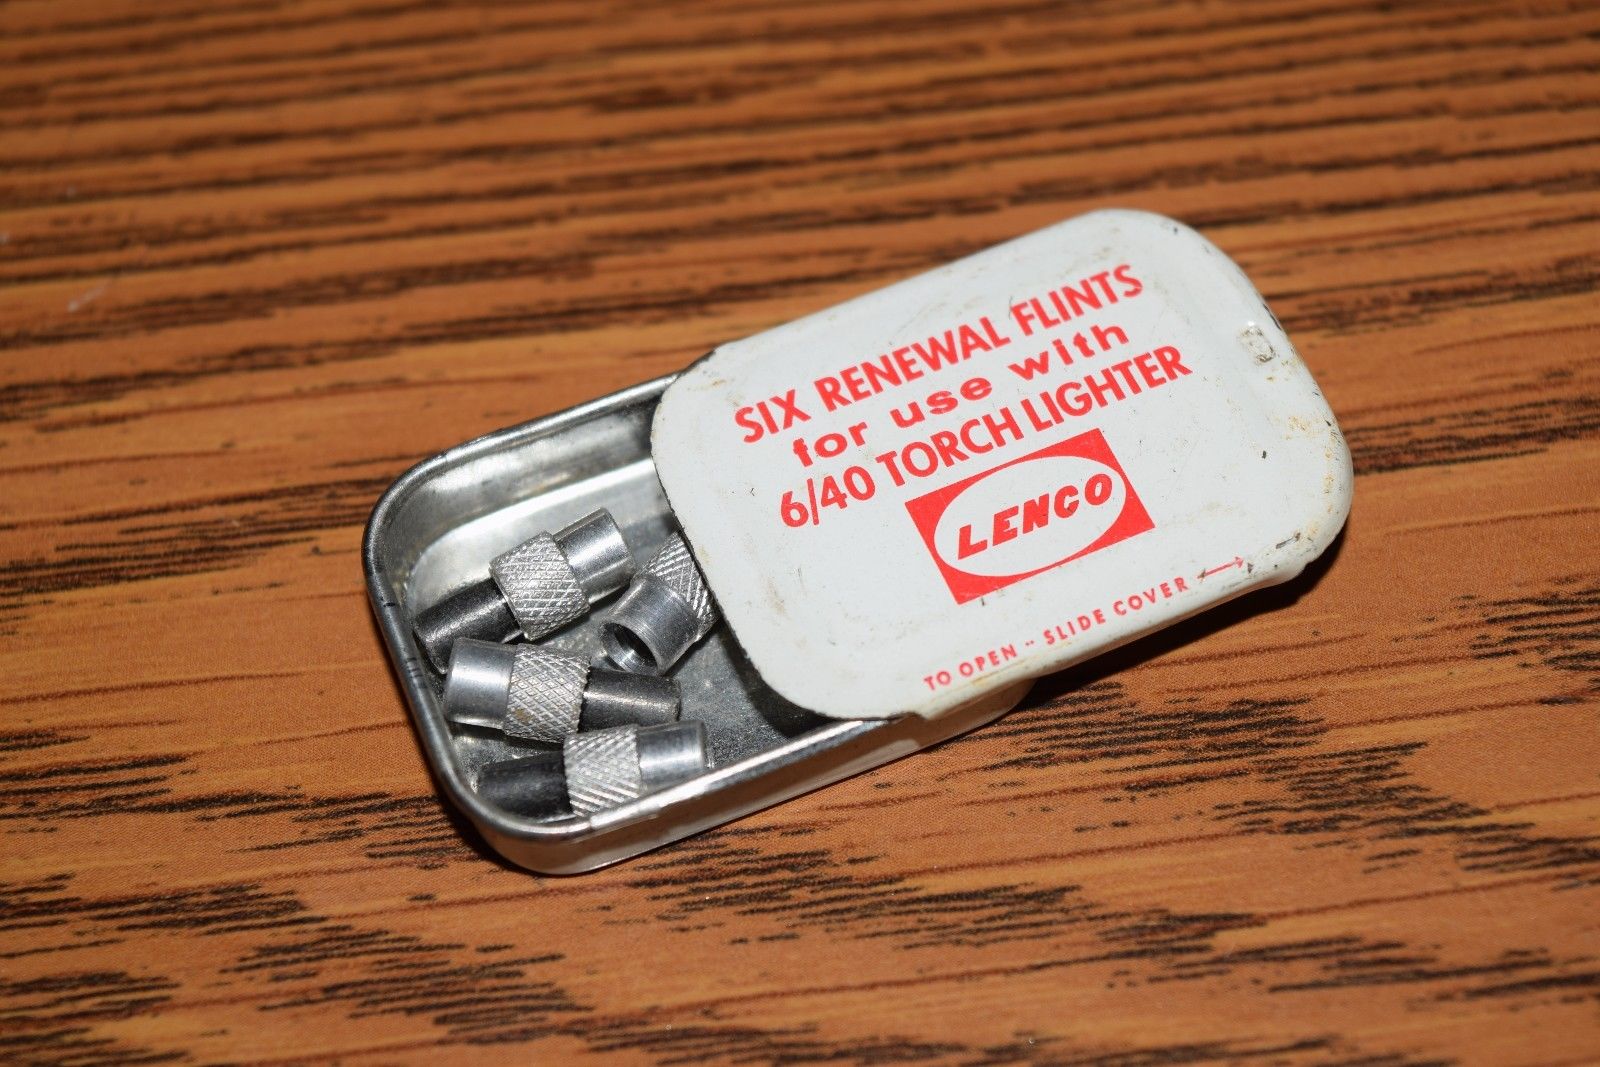 SIX RENEWAL FLINTS
for use with
6/40 TORCH LIGHTER
LENCO
TO OPEN -- SLIDE COVER →